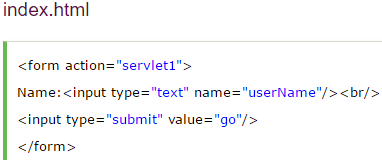 index.html
<form action="servlet1">
Name:<input type="text" name="userName"/><br/>
<input type="submit" value="go"/>
</form>